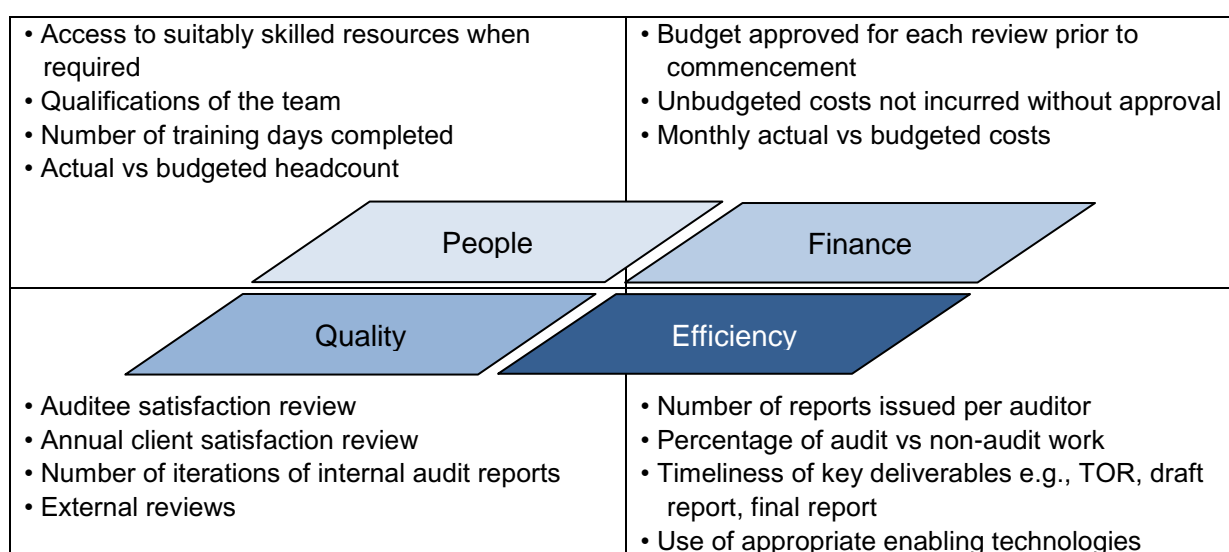 • Access to suitably skilled resources when
required
• Qualifications of the team
• Number of training days completed
• Actual vs budgeted headcount
• Budget approved for each review prior to
commencement
• Unbudgeted costs not incurred without approval
• Monthly actual vs budgeted costs
People
Finance
Quality
Efficiency
• Auditee satisfaction review
• Annual client satisfaction review
• Number of iterations of internal audit reports
• External reviews
• Number of reports issued per auditor
• Percentage of audit vs non-audit work
• Timeliness of key deliverables e.g., TOR, draft
report, final report
• Use of appropriate enabling technologies